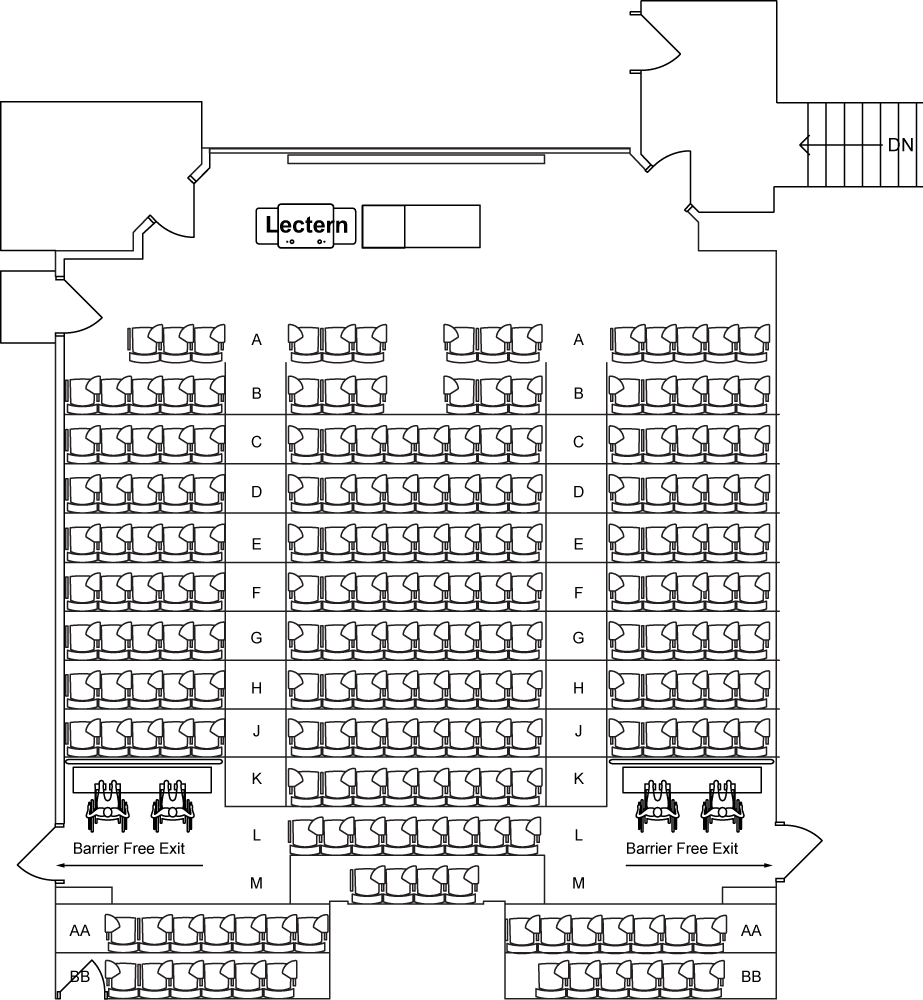 DN
Lectern
A A
B B
C C
D D
E E
F F
G G
H H
J J
K K
L L
Barrier Free Exit Barrier Free Exit
M M
AA AA
BB BB